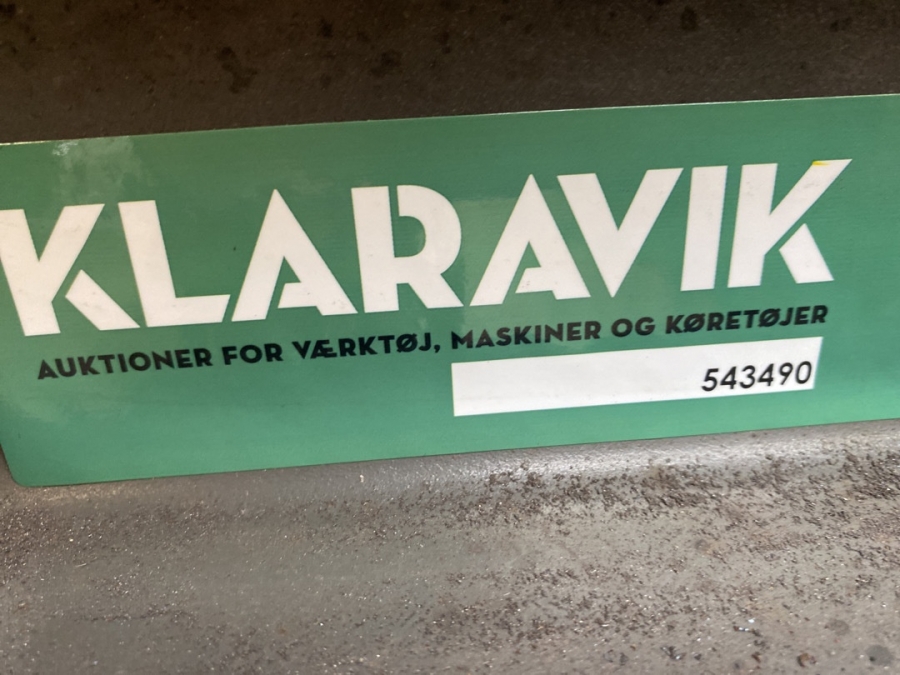 KLARAVIK
AUKTIONER FOR VÆRKTØJ, MASKINER OG KØRETØJER
543490